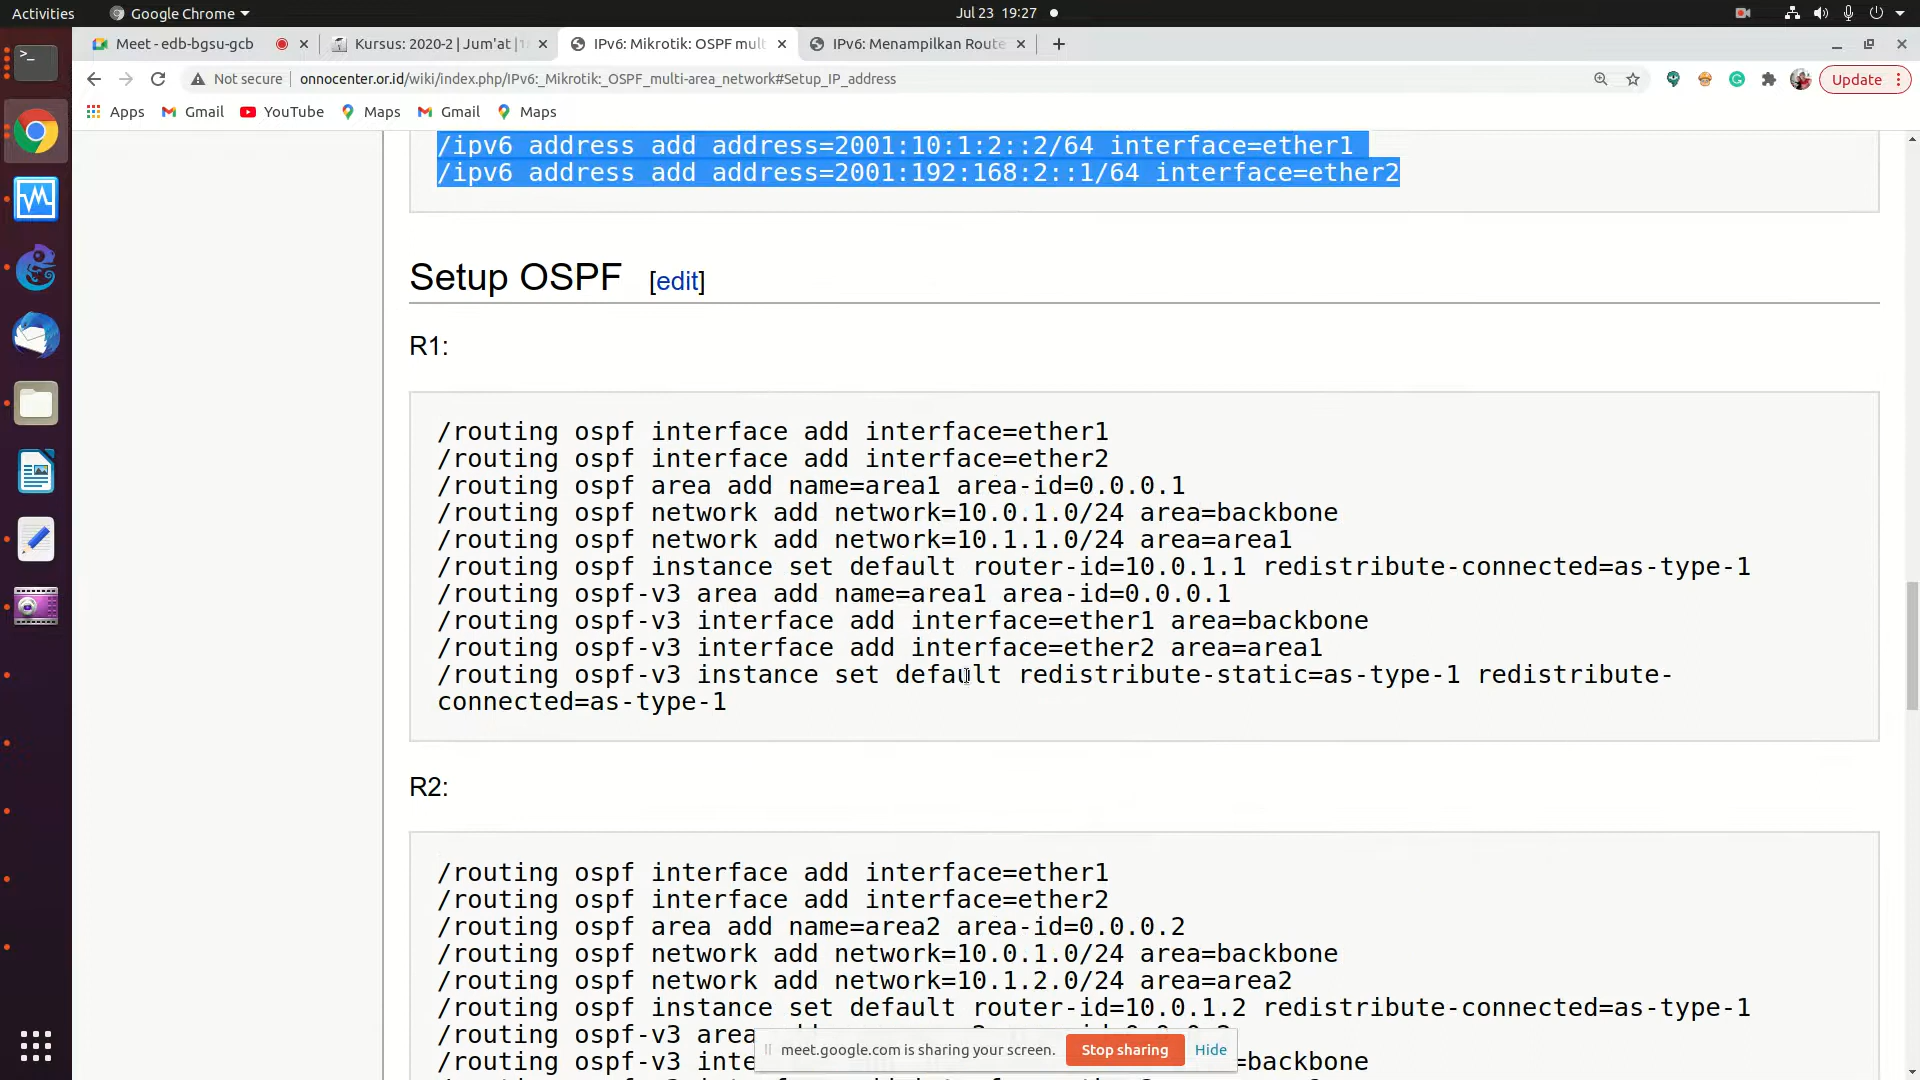 Activities Google Chrome Jul 23 19:27
Meet - edb-bgsu-gcb Kursus: 2020-2 | Jum'at | IPv6: Mikrotik: OSPF mult IPv6: Menampilkan Route
Not secure onnocenter.or.id/wiki/index.php/IPv6:_Mikrotik:_OSPF_multi-area_network#Setup_IP_address Update
Apps Gmail YouTube Maps Gmail Maps
/ipv6 address add address=2001:10:1:2::2/64 interface=ether1
/ipv6 address add address=2001:192:168:2::1/64 interface=ether2
Setup OSPF [edit]
R1:
/routing ospf interface add interface=ether1
/routing ospf interface add interface=ether2
/routing ospf area add name=area1 area-id=0.0.0.1
/routing ospf network add network=10.0.1.0/24 area=backbone
/routing ospf network add network=10.1.1.0/24 area=area1
/routing ospf instance set default router-id=10.0.1.1 redistribute-connected=as-type-1
/routing ospf-v3 area add name=area1 area-id=0.0.0.1
/routing ospf-v3 interface add interface=ether1 area=backbone
/routing ospf-v3 interface add interface=ether2 area=area1
/routing ospf-v3 instance set default redistribute-static=as-type-1 redistribute-
connected=as-type-1
R2:
/routing ospf interface add interface=ether1
/routing ospf interface add interface=ether2
/routing ospf area add name=area2 area-id=0.0.0.2
/routing ospf network add network=10.0.1.0/24 area=backbone
/routing ospf network add network=10.1.2.0/24 area=area2
/routing ospf instance set default router-id=10.0.1.2 redistribute-connected=as-type-1
/routing ospf-v3 area
/routing ospf-v3 inte =backbone
meet.google.com is sharing your screen. Stop sharing Hide